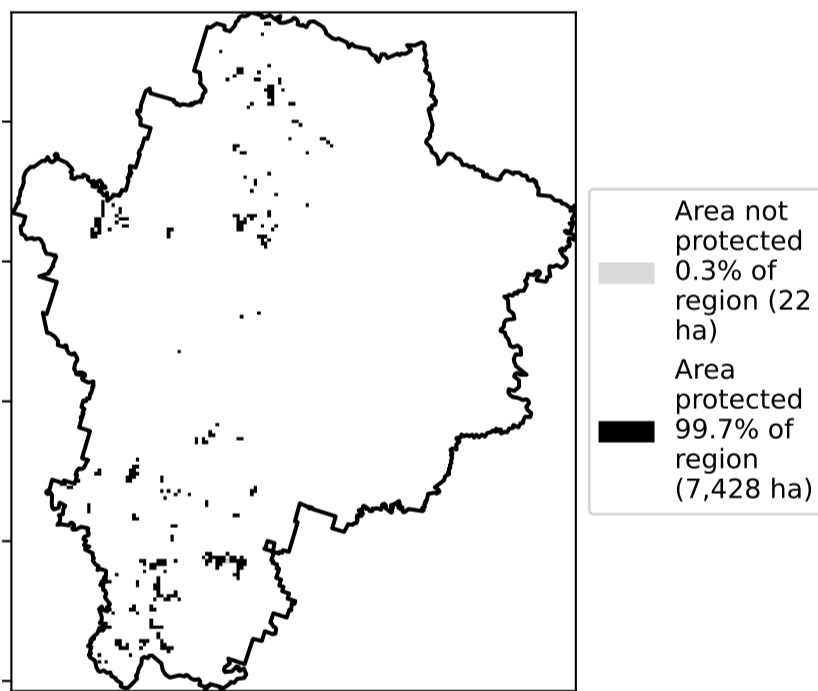 Area not
protected
0.3% of
region (22
ha)
Area
protected
99.7% of
region
(7,428 ha)